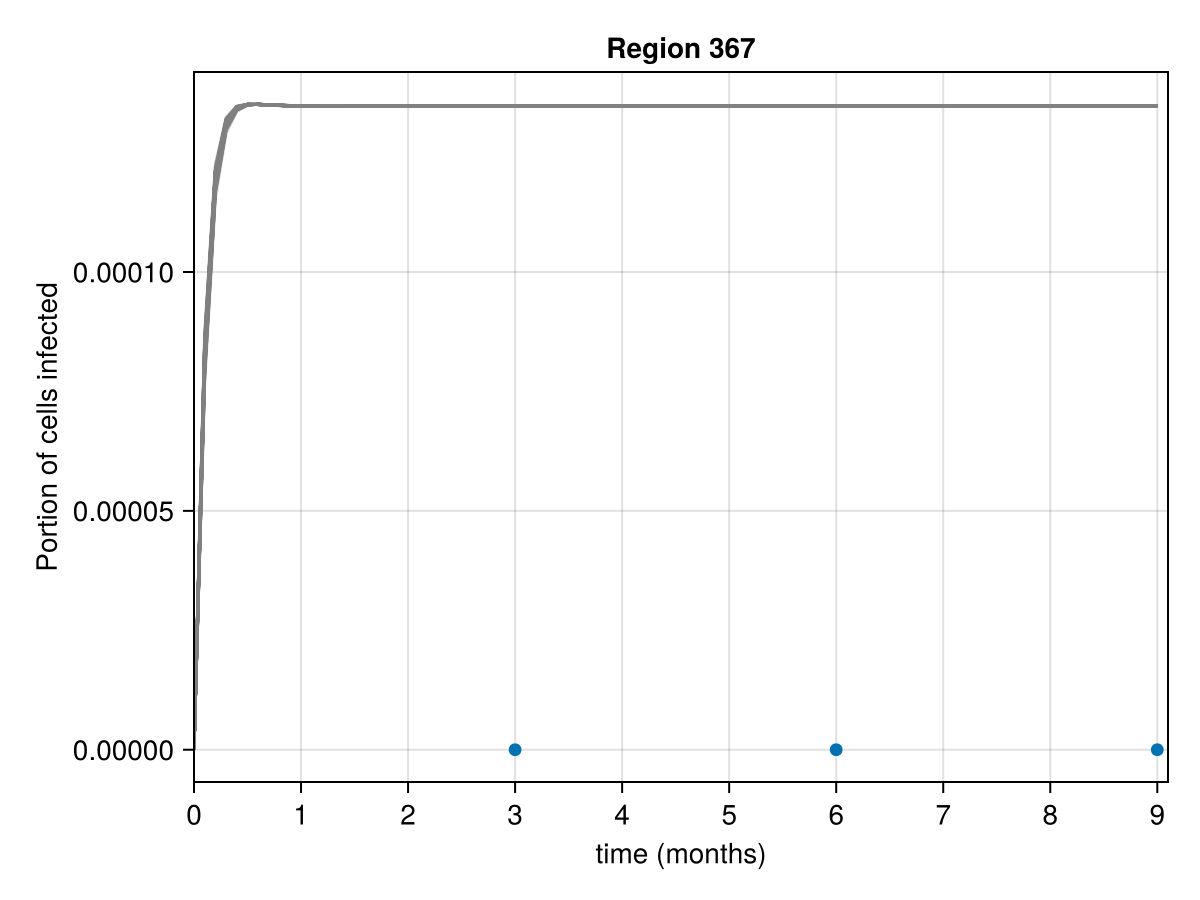 Region 367
Portion of cells infected
0.00010
0.00005
0.00000
0 1 2 3 4 5 6 7 8 9
time (months)